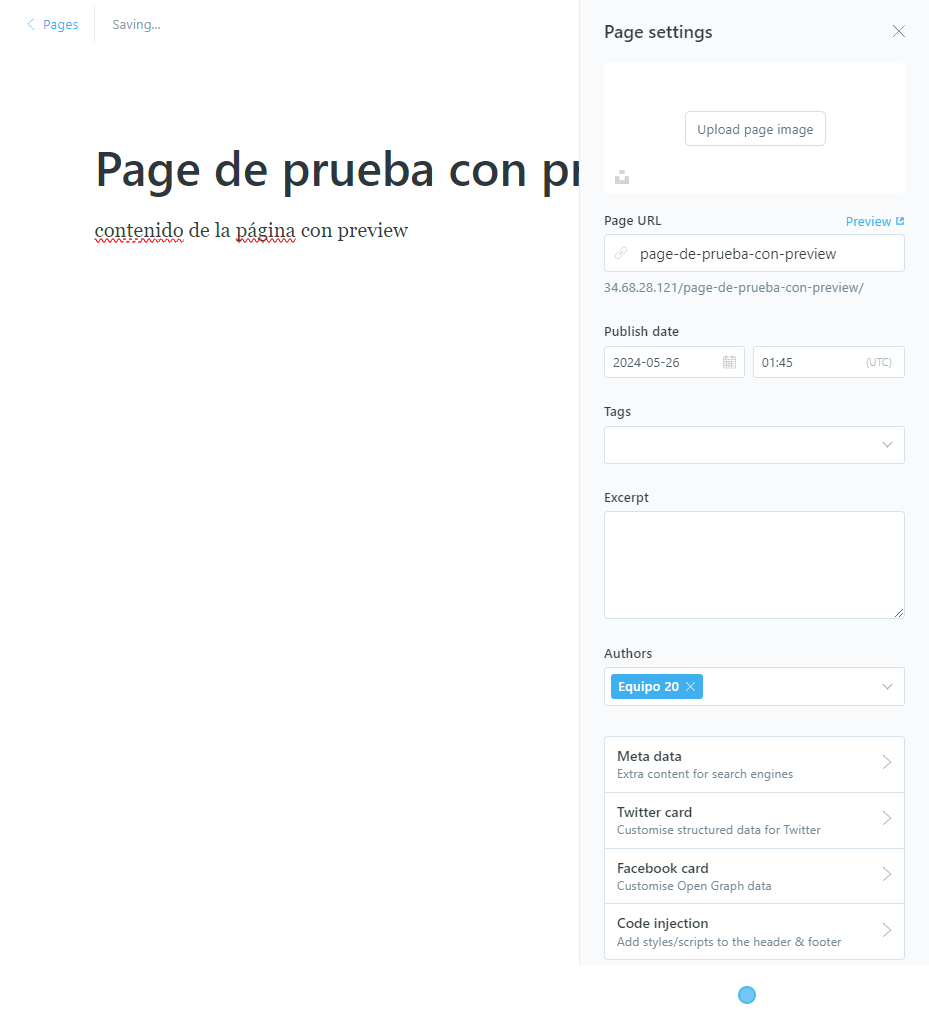 Pages
Saving...
Page de prueba con pr
contenido de la página con preview
Page settings
Upload page image
Page URL
Preview
page-de-prueba-con-preview
34.68.28.121/page-de-prueba-con-preview/
Publish date
2024-05-26
01:45
(UTC)
Tags
Excerpt
Authors
Equipo 20
Meta data
Extra content for search engines
Twitter card
Customise structured data for Twitter
Facebook card
Customise Open Graph data
Code injection
Add styles/scripts to the header & footer